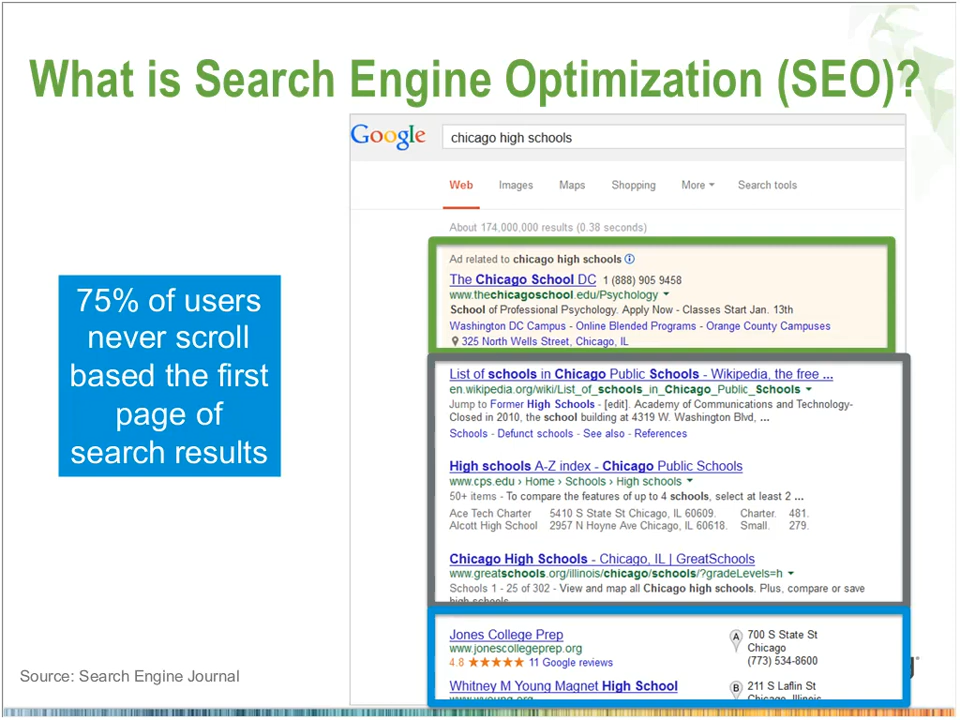 What is Search Engine Optimization (SEO)?
Google
chicago high schools
Web Images Maps Shopping More Search tools
About 174,000,000 results (0.38 seconds)
Ad related to chicago high schools
The Chicago School DC 1 (888) 905 9458
www.thechicagoschool.edu/Psychology
School of Professional Psychology. Apply Now - Classes Start Jan. 13th
Washington DC Campus - Online Blended Programs - Orange County Campuses
325 North Wells Street, Chicago, IL
75% of users
never scroll
based the first
page of
search results
List of schools in Chicago Public Schools - Wikipedia, the free ...
en.wikipedia.org/wiki/List_of_schools_in_Chicago_Public_Schools
Jump to Former High Schools - [edit]. Academy of Communications and Technology-
Closed in 2010, the school building at 4319 W. Washington Blvd, ...
Schools - Defunct schools - See also - References
High schools A-Z index - Chicago Public Schools
www.cps.edu › Home › Schools › High schools
50+ items - To compare the features of up to 4 schools, select at least 2 ...
Ace Tech Charter 5410 S State St Chicago, IL 60609. Charter. 481.
Alcott High School 2957 N Hoyne Ave Chicago, IL 60618. Small. 279.
Chicago High Schools - Chicago, IL | GreatSchools
www.greatschools.org/illinois/chicago/schools/?gradeLevels=h
Schools 1 - 25 of 302 - View and map all Chicago high schools. Plus, compare or save
high schools
Jones College Prep
www.jonescollegeprep.org
4.8 ★★★★★ 11 Google reviews
A 700 S State St
Chicago
(773) 534-8600
Whitney M Young Magnet High School
www.wyoung.org
B 211 S Laflin St
Chicago, Illinois
Source: Search Engine Journal